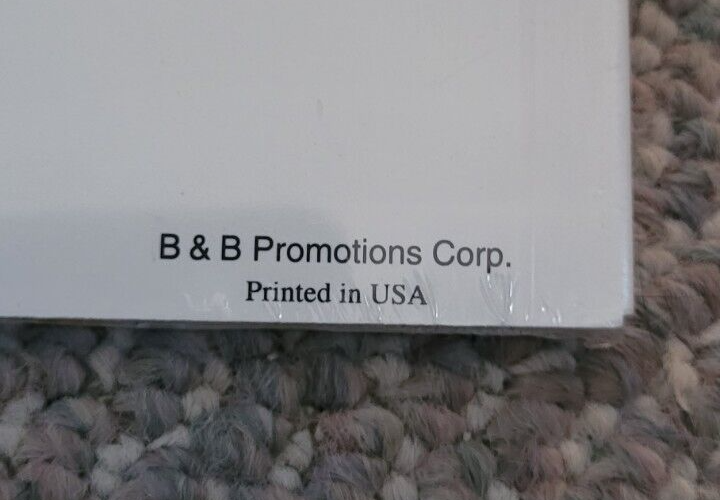 B & B Promotions Corp.
Printed in USA